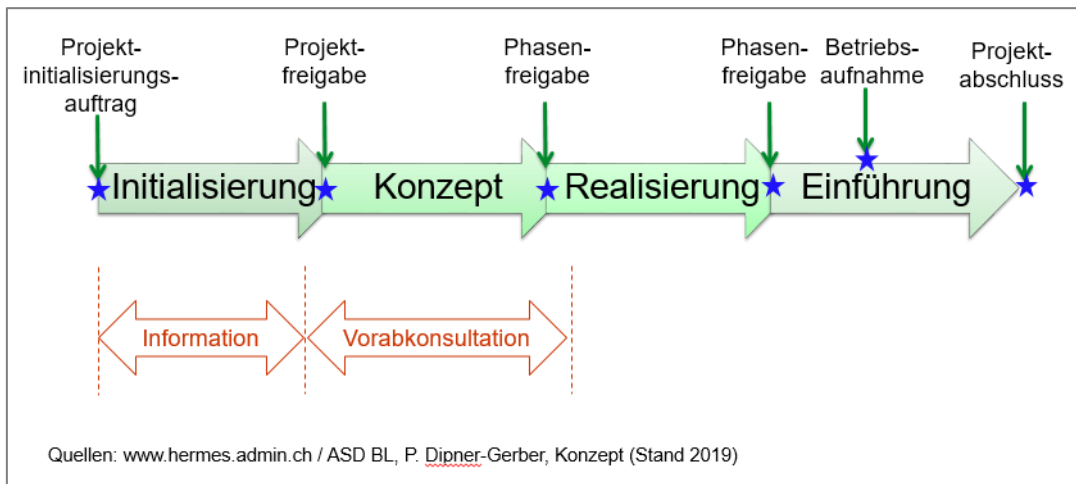 Projekt-
initialisierungs-
auftrag
Projekt-
freigabe
Phasen-
freigabe
Phasen-
freigabe
Betriebs-
aufnahme
Projekt-
abschluss
Initialisierung
Konzept
Realisierung
Einführung
Information
Vorabkonsultation
Quellen: www.hermes.admin.ch / ASD BL, P. Dipner-Gerber, Konzept (Stand 2019)